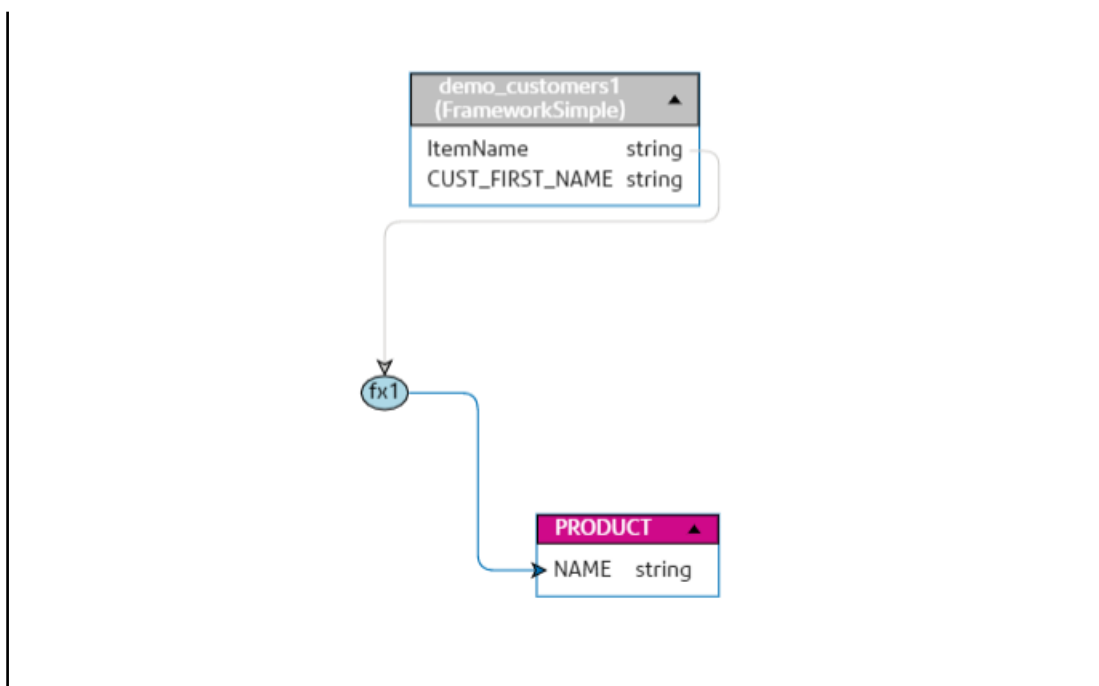 demo_customers1
(FrameworkSimple)
ItemName string
CUST_FIRST_NAME string
fx1
PRODUCT
NAME string